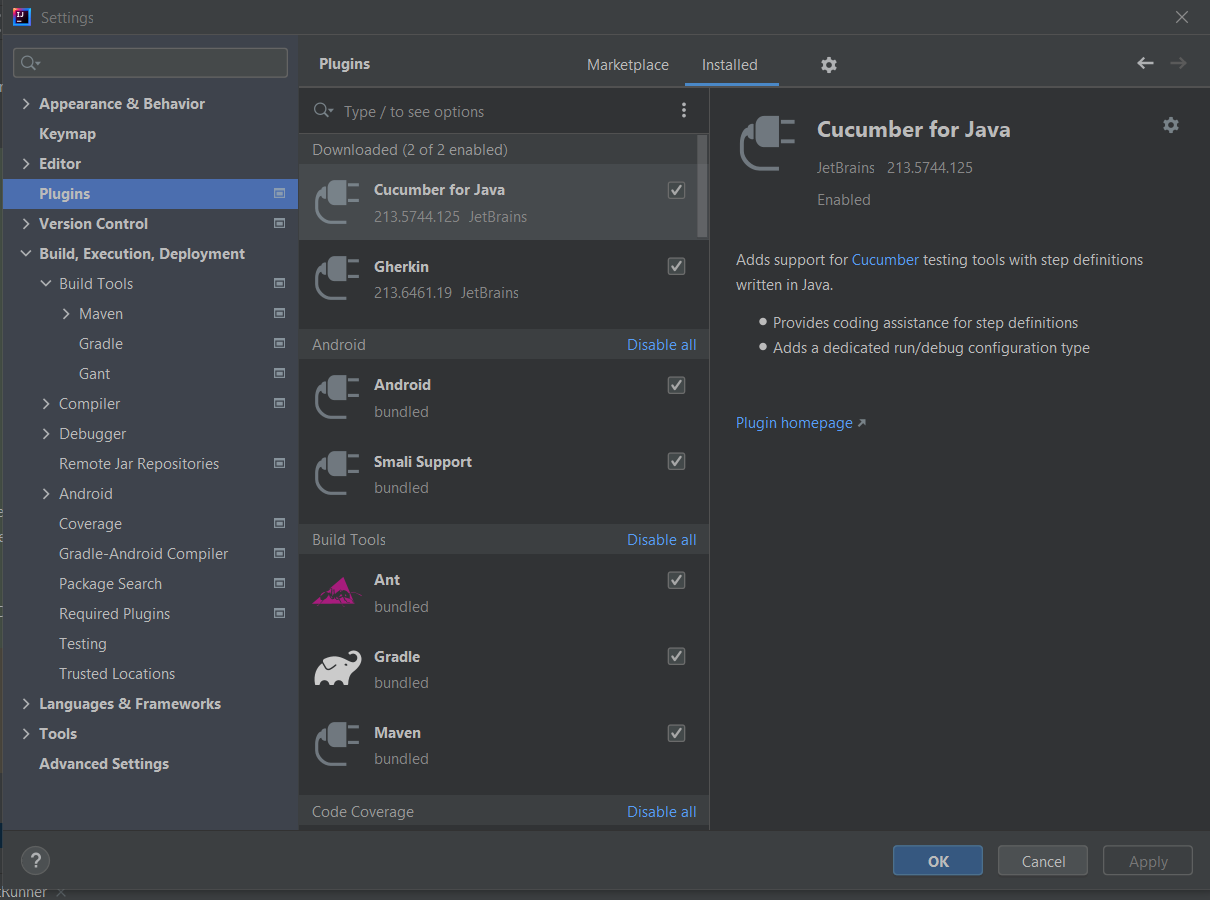 Settings
Appearance & Behavior
Keymap
Editor
Plugins
Version Control
Build, Execution, Deployment
Build Tools
Maven
Gradle
Gant
Compiler
Debugger
Remote Jar Repositories
Android
Coverage
Gradle-Android Compiler
Package Search
Required Plugins
Testing
Trusted Locations
Languages & Frameworks
Tools
Advanced Settings
Plugins
Marketplace
Installed
Type / to see options
Downloaded (2 of 2 enabled)
Cucumber for Java
213.5744.125 JetBrains
Gherkin
213.6461.19 JetBrains
Android Disable all
Android
bundled
Smali Support
bundled
Build Tools Disable all
Ant
bundled
Gradle
bundled
Maven
bundled
Code Coverage Disable all
Cucumber for Java
JetBrains 213.5744.125
Enabled
Adds support for Cucumber testing tools with step definitions
written in Java.
• Provides coding assistance for step definitions
• Adds a dedicated run/debug configuration type
Plugin homepage ↗
?
OK
Cancel
Apply
Runner ×